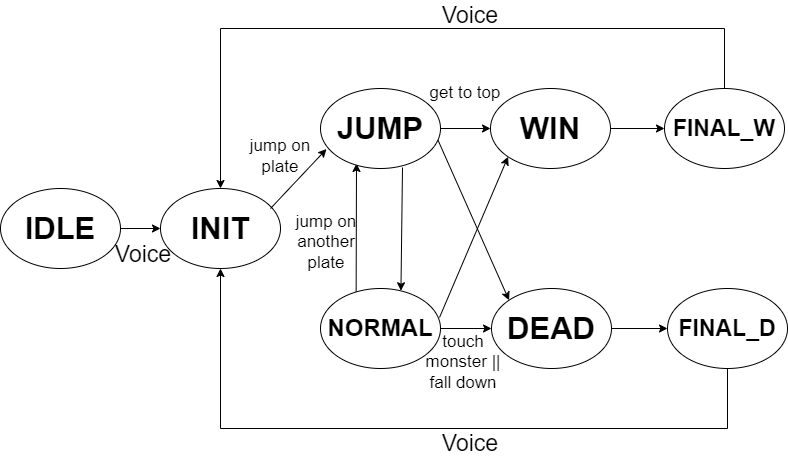 Voice
get to top
JUMP
WIN
FINAL_W
jump on
plate
IDLE
INIT
Voice
jump on
another
plate
NORMAL
DEAD
FINAL_D
touch
monster ||
fall down
Voice